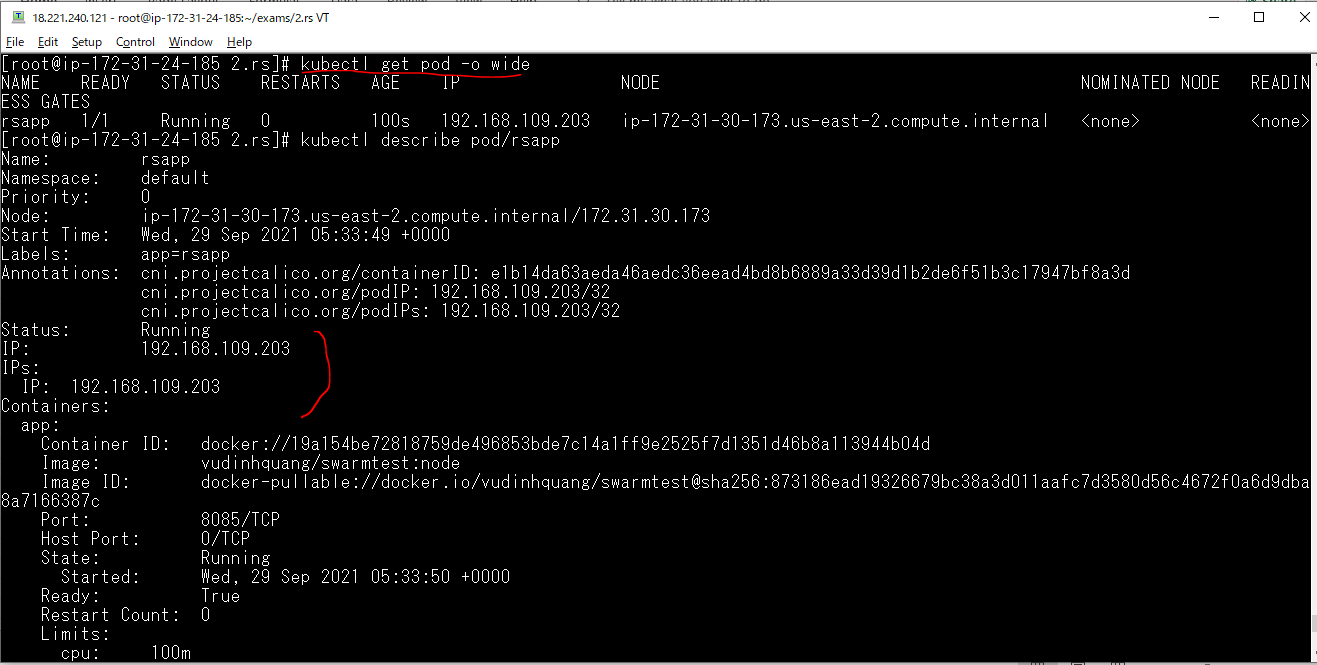 18.221.240.121 - root@ip-172-31-24-185:~/exams/2.rs VT
File Edit Setup Control Window Help
[root@ip-172-31-24-185 2.rs]# kubectl get pod -o wide
NAME READY STATUS RESTARTS AGE IP NODE NOMINATED NODE READIN
ESS GATES
rsapp 1/1 Running 0 100s 192.168.109.203 ip-172-31-30-173.us-east-2.compute.internal <none> <none>
[root@ip-172-31-24-185 2.rs]# kubectl describe pod/rsapp
Name: rsapp
Namespace: default
Priority: 0
Node: ip-172-31-30-173.us-east-2.compute.internal/172.31.30.173
Start Time: Wed, 29 Sep 2021 05:33:49 +0000
Labels: app=rsapp
Annotations: cni.projectcalico.org/containerID: e1b14da63aeda46aedc36eead4bd8b6889a33d39d1b2de6f51b3c17947bf8a3d
cni.projectcalico.org/podIP: 192.168.109.203/32
cni.projectcalico.org/podIPs: 192.168.109.203/32
Status: Running
IP: 192.168.109.203
IPs:
IP: 192.168.109.203
Containers:
app:
Container ID: docker://19a154be72818759de496853bde7c14a1ff9e2525f7d1351d46b8a113944b04d
Image: vudinhquang/swarmtest:node
Image ID: docker-pullable://docker.io/vudinhquang/swarmtest@sha256:873186ead19326679bc38a3d011aafc7d3580d56c4672f0a6d9dba
8a7166387c
Port: 8085/TCP
Host Port: 0/TCP
State: Running
Started: Wed, 29 Sep 2021 05:33:50 +0000
Ready: True
Restart Count: 0
Limits:
cpu: 100m